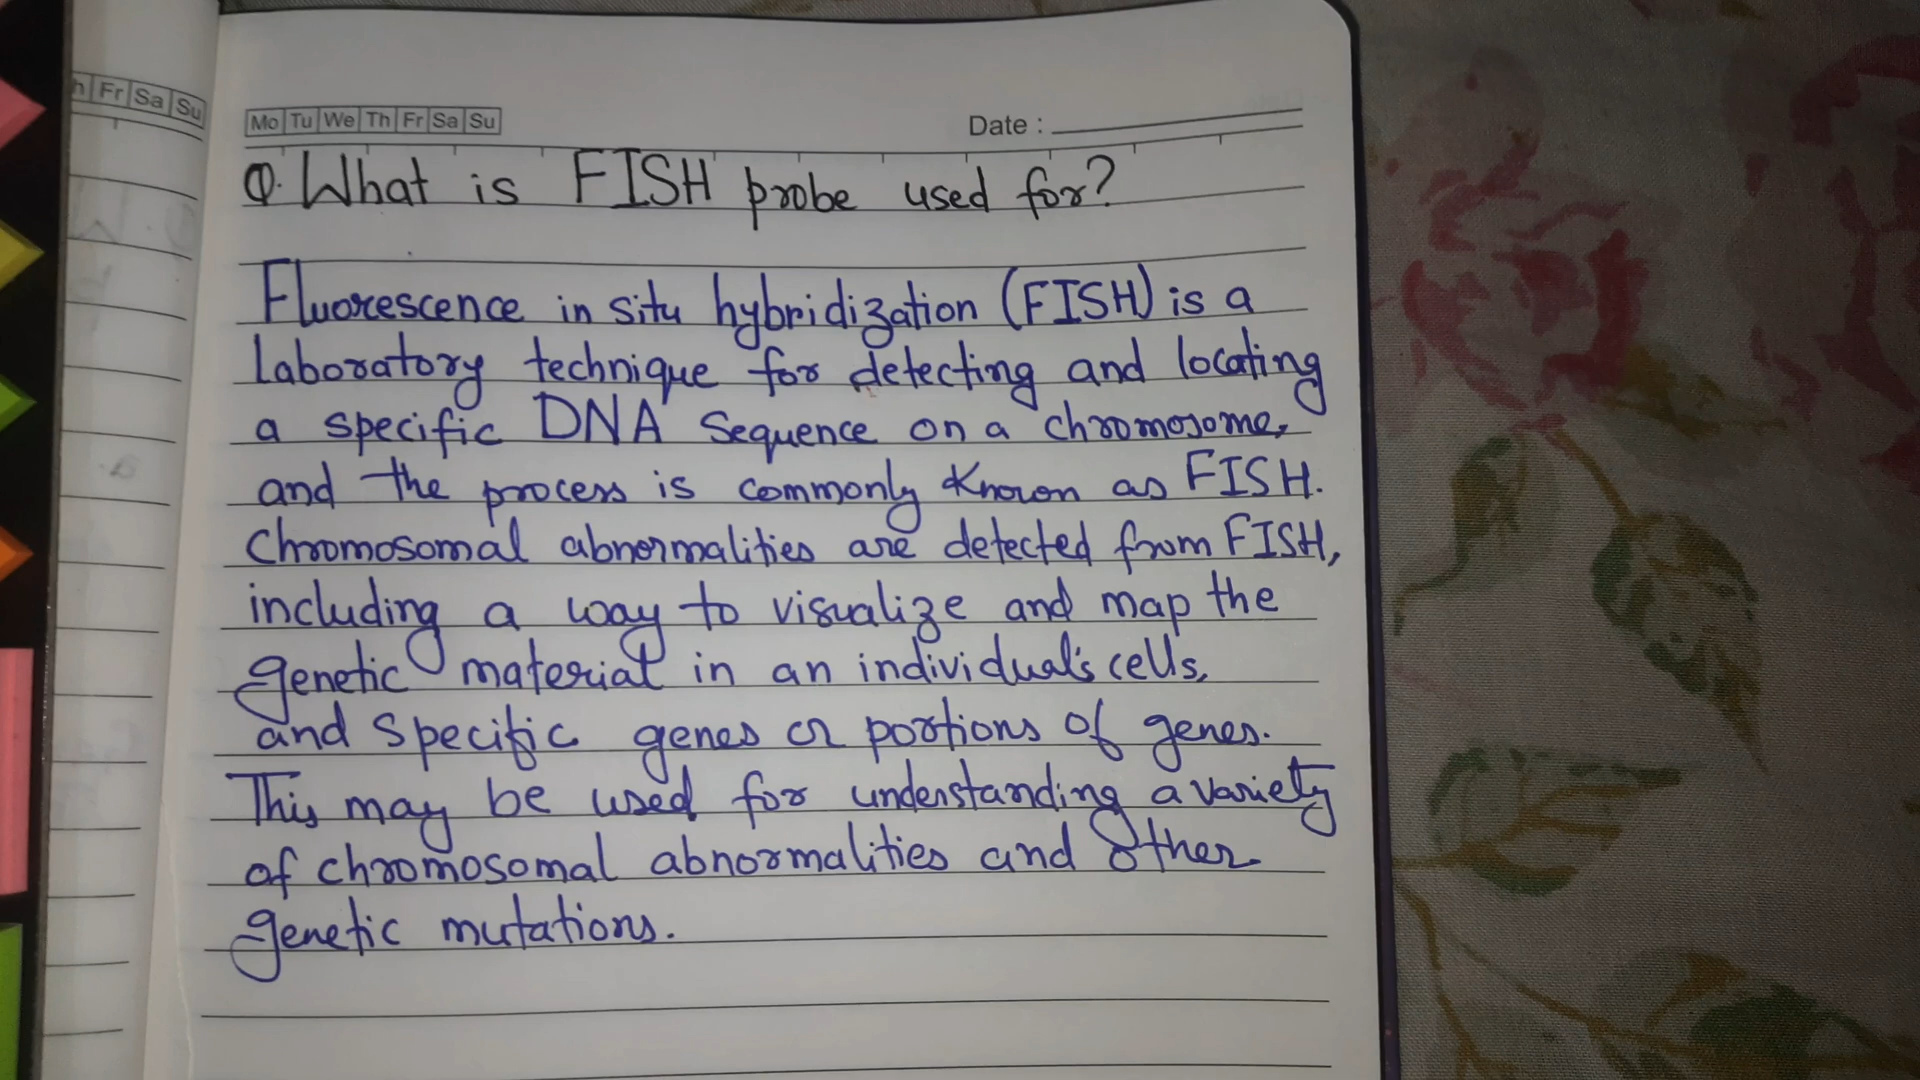 h Fr Sa Su
Mo Tu We Th Fr Sa Su
Date :
Q. What is FISH probe used for?
Fluorescence in situ hybridization (FISH) is a
laboratory technique for detecting and locating
a specific DNA sequence on a chromosome,
and the process is commonly known as FISH.
Chromosomal abnormalities are detected from FISH,
including a way to visualize and map the
genetic material in an individual's cells,
and specific genes or portions of genes.
This may be used for understanding a variety
of chromosomal abnormalities and other
genetic mutations.